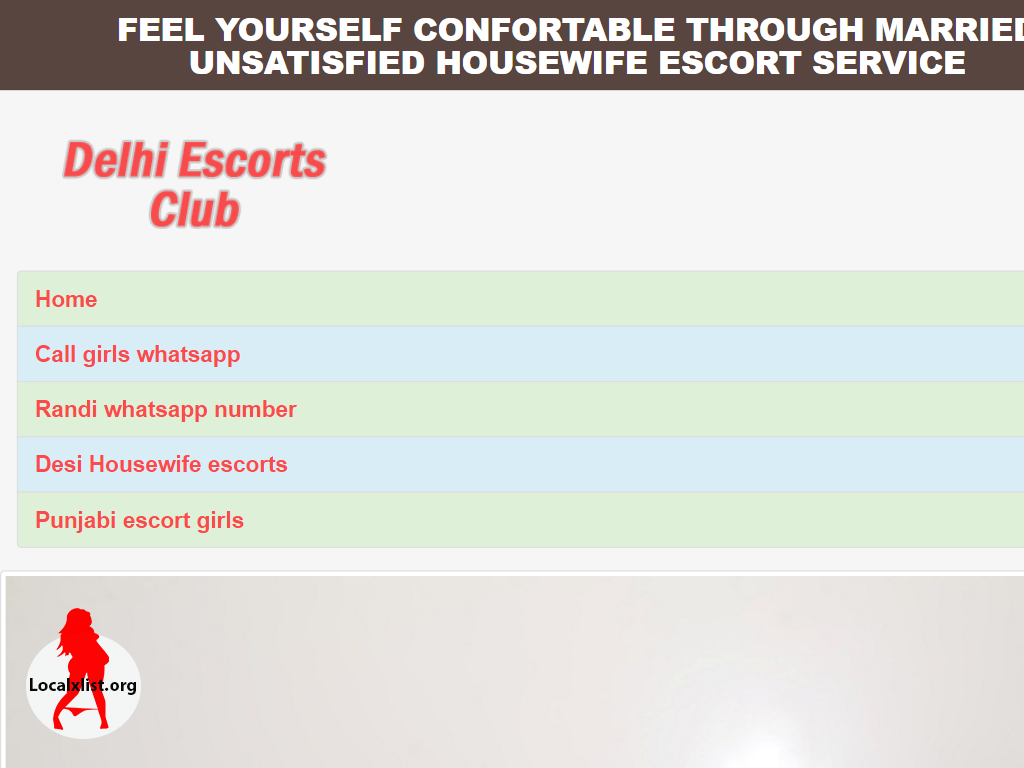 FEEL YOURSELF CONFORTABLE THROUGH MARRIED
UNSATISFIED HOUSEWIFE ESCORT SERVICE
Delhi Escorts
Club
Home
Call girls whatsapp
Randi whatsapp number
Desi Housewife escorts
Punjabi escort girls
Localxlist.org